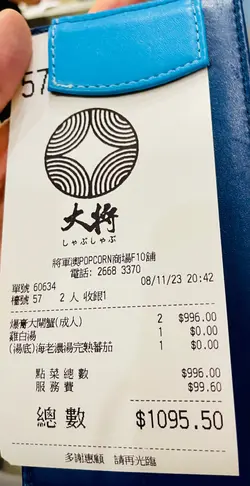 57
大将
しゃぶしゃぶ
將軍澳POPCORN商場F10舖
電話: 2668 3370
單號 60634
08/11/23 20:42
檯號 57 2 人 收銀1
爆膏大閘蟹(成人) 2 $996.00
雞白湯 1 $0.00
(湯底)海老濃湯完熟番茄 1 $0.00
點菜總數 $996.00
服務費 $99.60
總數 $1095.50
多謝惠顧 請再光臨